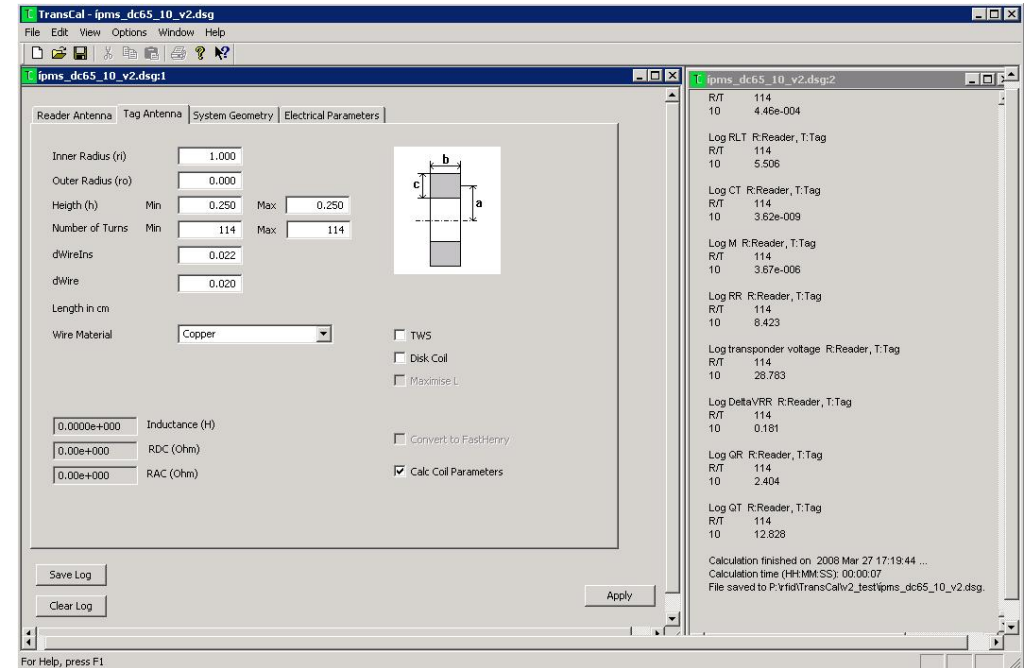 TransCal - ipms_dc65_10_v2.dsg
File Edit View Options Window Help
ipms_dc65_10_v2.dsg:1
Reader Antenna Tag Antenna System Geometry Electrical Parameters
Inner Radius (ri) 1.000
Outer Radius (ro) 0.000
Heigth (h) Min 0.250 Max 0.250
Number of Turns Min 114 Max 114
dWireIns 0.022
dWire 0.020
Length in cm
Wire Material Copper
b
c
a
TWS
Disk Coil
Maximise L
0.0000e+000 Inductance (H)
0.00e+000 RDC (Ohm)
0.00e+000 RAC (Ohm)
Convert to FastHenry
Calc Coil Parameters
Save Log
Clear Log
Apply
ipms_dc65_10_v2.dsg:2
R/T 114
10 4.46e-004
Log RLT R:Reader, T:Tag
R/T 114
10 5.506
Log CT R:Reader, T:Tag
R/T 114
10 3.62e-009
Log M R:Reader, T:Tag
R/T 114
10 3.67e-006
Log RR R:Reader, T:Tag
R/T 114
10 8.423
Log transponder voltage R:Reader, T:Tag
R/T 114
10 28.783
Log DeltaVRR R:Reader, T:Tag
R/T 114
10 0.181
Log QR R:Reader, T:Tag
R/T 114
10 2.404
Log QT R:Reader, T:Tag
R/T 114
10 12.828
Calculation finished on 2008 Mar 27 17:19:44 ...
Calculation time (HH:MM:SS): 00:00:07
File saved to P:\rfid\TransCal\v2_test\ipms_dc65_10_v2.dsg.
For Help, press F1